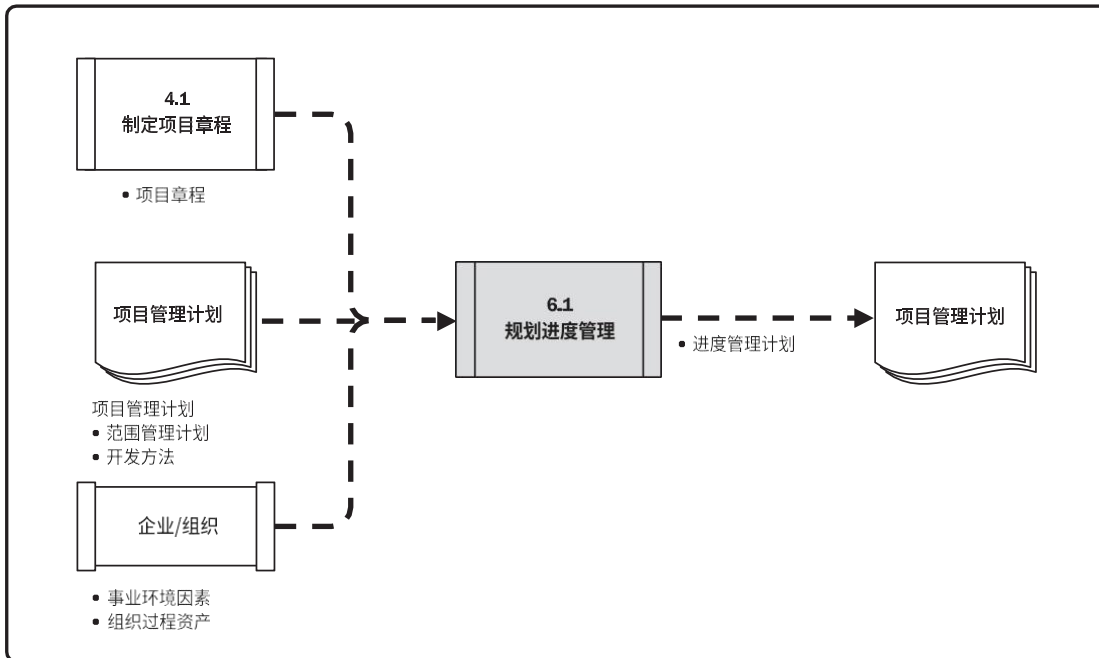 4.1
制定项目章程
• 项目章程
项目管理计划
项目管理计划
• 范围管理计划
• 开发方法
企业/组织
• 事业环境因素
• 组织过程资产
6.1
规划进度管理
• 进度管理计划
项目管理计划